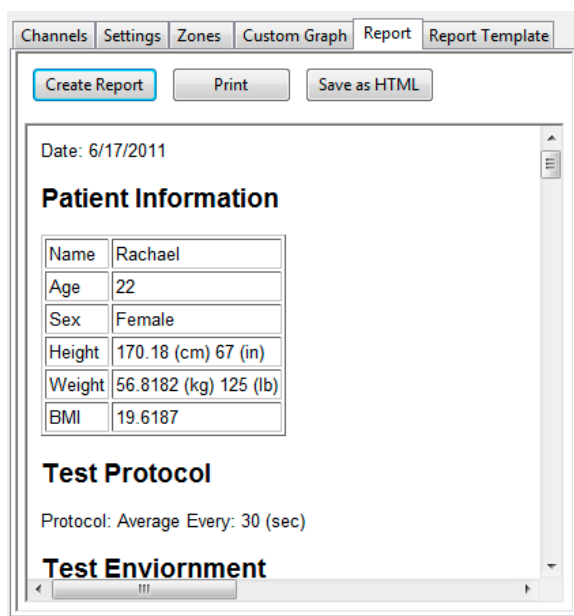 Channels Settings Zones Custom Graph Report Report Template
Create Report Print Save as HTML
Date: 6/17/2011
Patient Information
Name Rachael
Age 22
Sex Female
Height 170.18 (cm) 67 (in)
Weight 56.8182 (kg) 125 (lb)
BMI 19.6187
Test Protocol
Protocol: Average Every: 30 (sec)
Test Enviornment